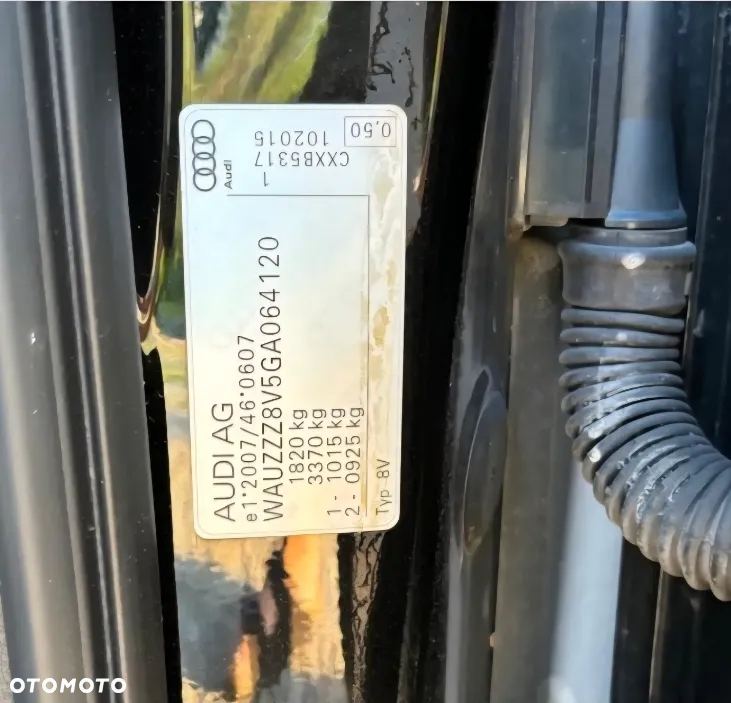 AUDI AG
e1*2007/46*0607
WAUZZZ8V5GA064120
1820 kg
3370 kg
1 - 1015 kg
2 - 0925 kg
Typ 8V
Audi
1
CXXB5317
102015
0,50
OTOMOTO